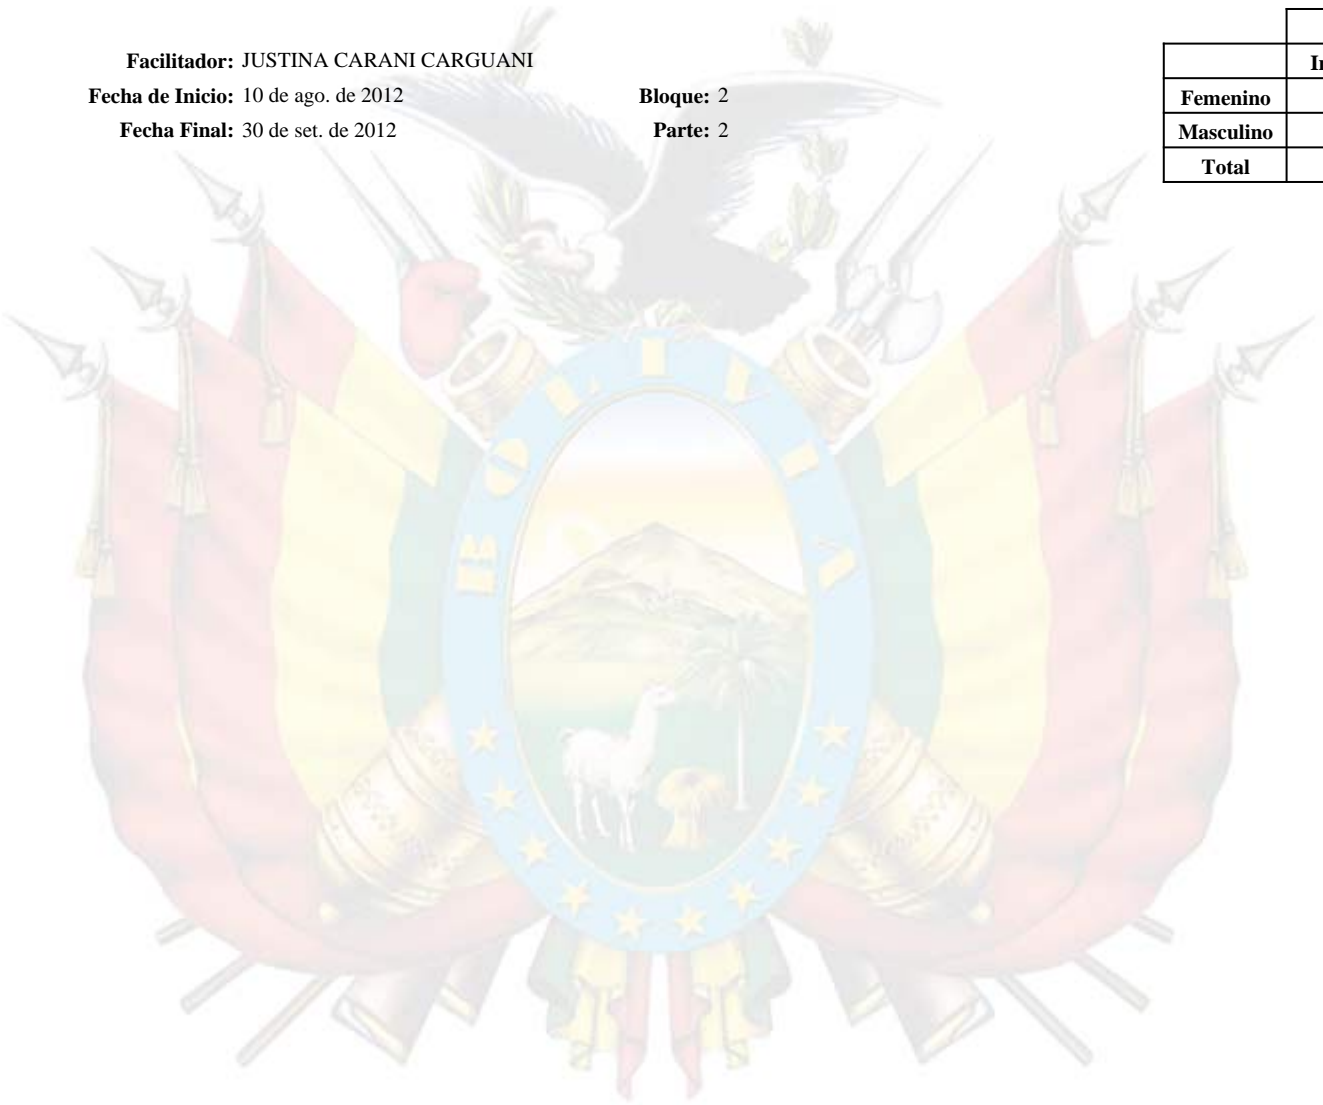 Facilitador: JUSTINA CARANI CARGUANI
Fecha de Inicio: 10 de ago. de 2012 Bloque: 2
Fecha Final: 30 de set. de 2012 Parte: 2
Femenino
Masculino
Total
BOLIVIA